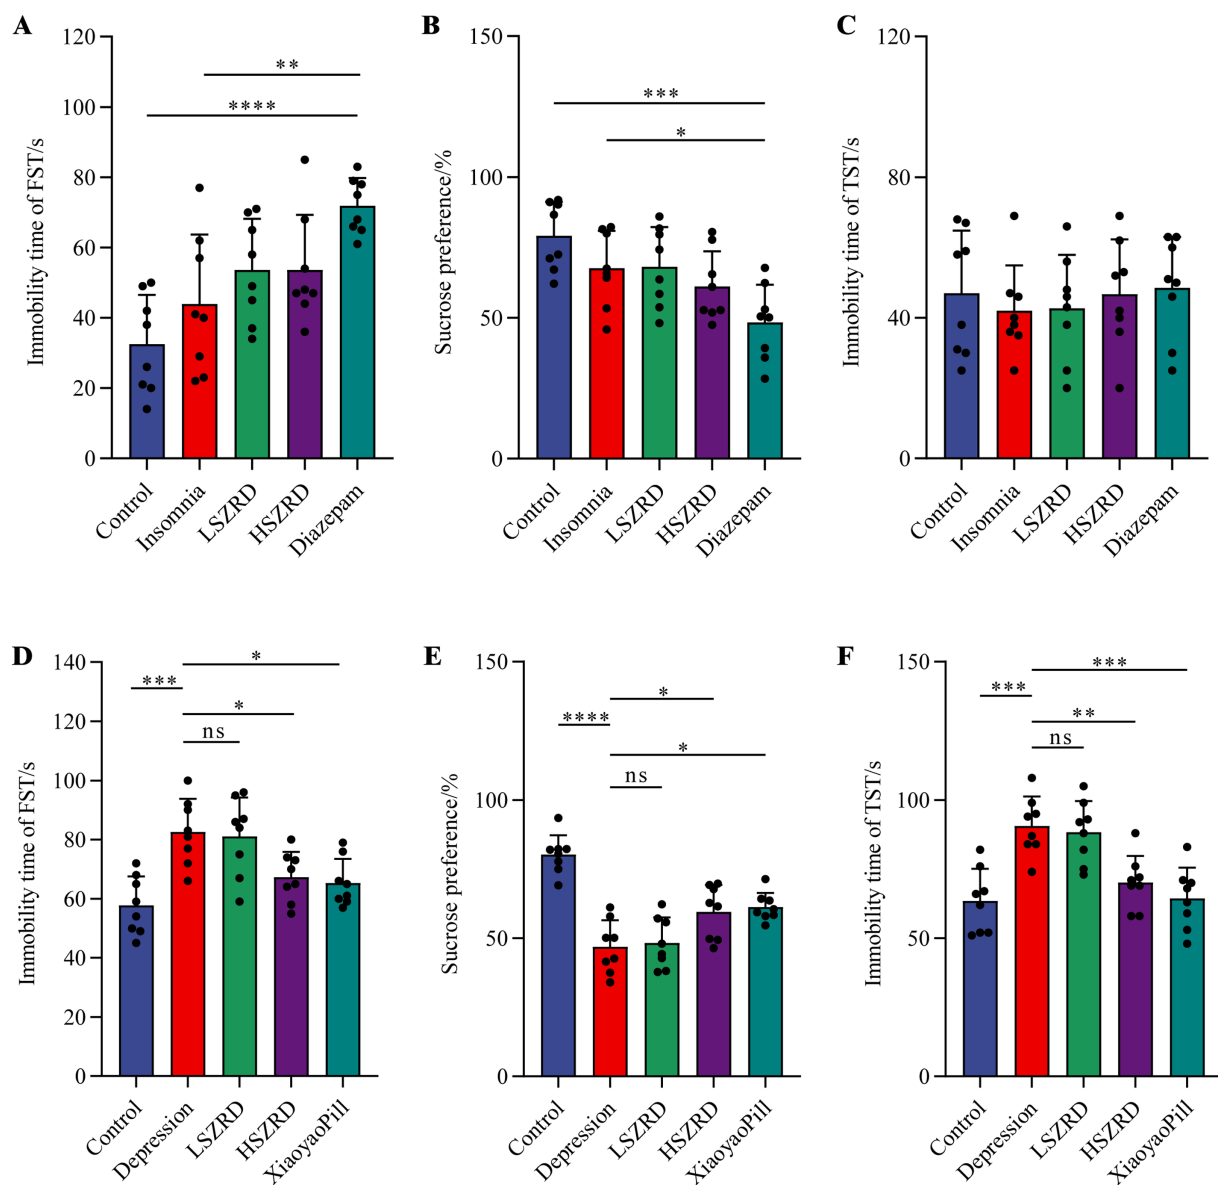 A
Immobility time of FST/s
120
100
80
60
40
20
0
**
****
Control
Insomnia
LSZRD
HSZRD
Diazepam
B
Sucrose preference/%
150
100
50
0
***
*
Control
Insomnia
LSZRD
HSZRD
Diazepam
C
Immoblity time of TST/s
120
80
40
0
Control
Insomnia
LSZRD
HSZRD
Diazepam
D
Immoblity time of FST/s
140
120
100
80
60
40
20
0
*
***
*
ns
Control
Depression
LSZRD
HSZRD
XiaoyaoPill
E
Sucrose preference/%
150
100
50
0
*
****
*
ns
Control
Depression
LSZRD
HSZRD
XiaoyaoPill
F
Immoblity time of TST/s
150
100
50
0
***
***
**
ns
Control
Depression
LSZRD
HSZRD
XiaoyaoPill